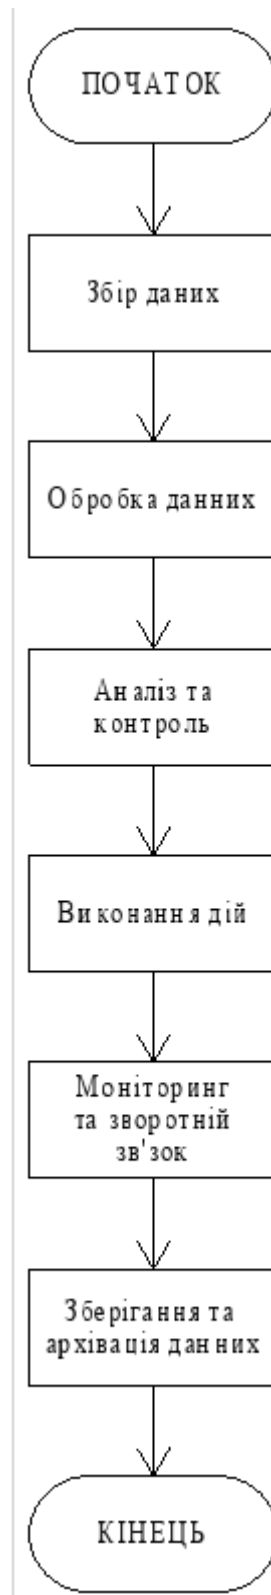 ПОЧАТОК
Збір даних
Обробка данних
Аналіз та
контроль
Виконання дій
Моніторинг
та зворотній
зв'зок
Зберігання та
архівація данних
КІНЕЦЬ